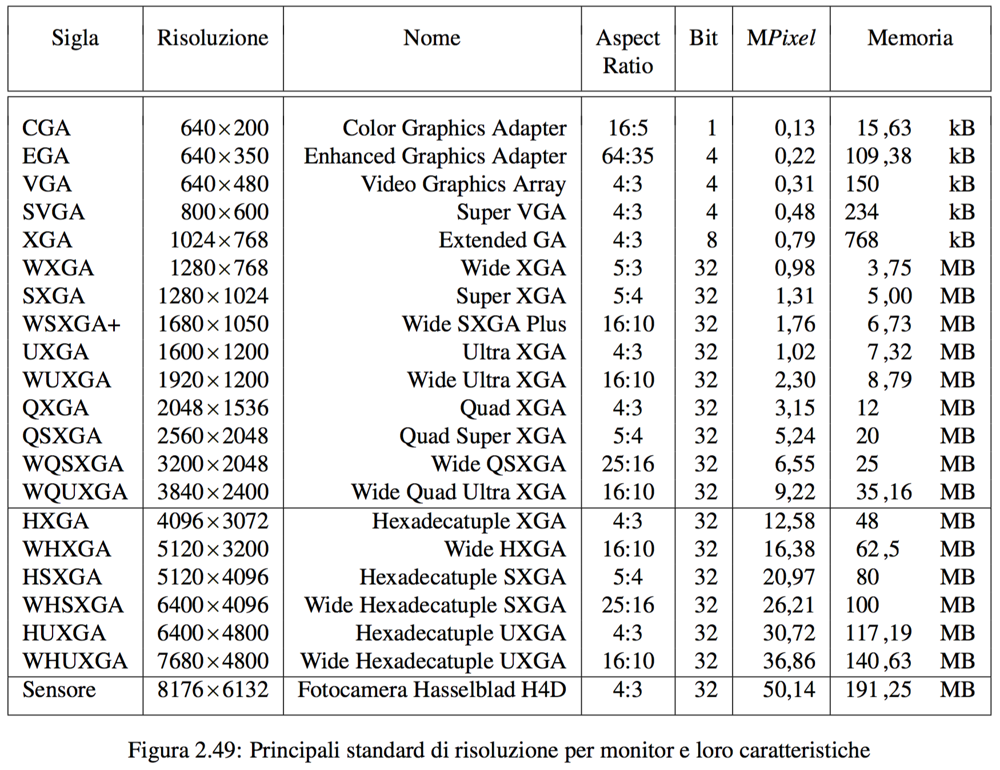 Sigla Risoluzione Nome Aspect Ratio Bit MPixel Memoria
CGA 640×200 Color Graphics Adapter 16:5 1 0,13 15,63 kB
EGA 640×350 Enhanced Graphics Adapter 64:35 4 0,22 109,38 kB
VGA 640×480 Video Graphics Array 4:3 4 0,31 150 kB
SVGA 800×600 Super VGA 4:3 4 0,48 234 kB
XGA 1024×768 Extended GA 4:3 8 0,79 768 kB
WXGA 1280×768 Wide XGA 5:3 32 0,98 3,75 MB
SXGA 1280×1024 Super XGA 5:4 32 1,31 5,00 MB
WSXGA+ 1680×1050 Wide SXGA Plus 16:10 32 1,76 6,73 MB
UXGA 1600×1200 Ultra XGA 4:3 32 1,02 7,32 MB
WUXGA 1920×1200 Wide Ultra XGA 16:10 32 2,30 8,79 MB
QXGA 2048×1536 Quad XGA 4:3 32 3,15 12 MB
QSXGA 2560×2048 Quad Super XGA 5:4 32 5,24 20 MB
WQSXGA 3200×2048 Wide QSXGA 25:16 32 6,55 25 MB
WQUXGA 3840×2400 Wide Quad Ultra XGA 16:10 32 9,22 35,16 MB
HXGA 4096×3072 Hexadecatuple XGA 4:3 32 12,58 48 MB
WHXGA 5120×3200 Wide HXGA 16:10 32 16,38 62,5 MB
HSXGA 5120×4096 Hexadecatuple SXGA 5:4 32 20,97 80 MB
WHSXGA 6400×4096 Wide Hexadecatuple SXGA 25:16 32 26,21 100 MB
HUXGA 6400×4800 Hexadecatuple UXGA 4:3 32 30,72 117,19 MB
WHUXGA 7680×4800 Wide Hexadecatuple UXGA 16:10 32 36,86 140,63 MB
Sensore 8176×6132 Fotocamera Hasselblad H4D 4:3 32 50,14 191,25 MB
Figura 2.49: Principali standard di risoluzione per monitor e loro caratteristiche